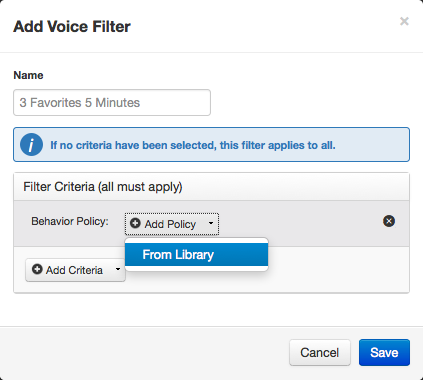 Add Voice Filter
×
Name
3 Favorites 5 Minutes
i If no criteria have been selected, this filter applies to all.
Filter Criteria (all must apply)
Behavior Policy: Add Policy
From Library
Add Criteria
Cancel Save